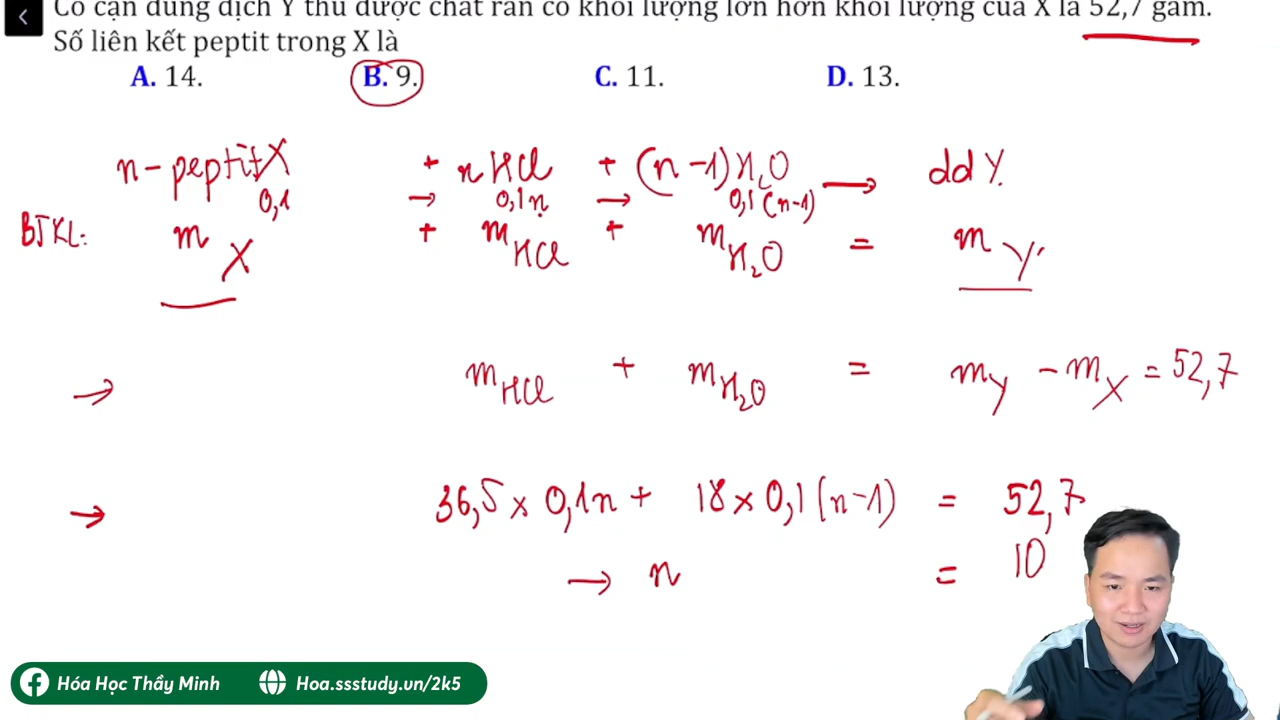 Cô cạn dung dịch Y thu được chất rắn có khối lượng lớn hơn khối lượng của X là 52,7 gam.
Số liên kết peptit trong X là
A. 14. B. 9. C. 11. D. 13.
n-peptit X + nHCl + (n-1)H₂O → dd Y.
0,1 → 0,1n → 0,1(n-1)
BTKL: m X + m HCl + m H₂O = m Y
→ m HCl + m H₂O = m Y - m X = 52,7
→ 36,5 × 0,1n + 18 × 0,1(n-1) = 52,7
→ n = 10
Hóa Học Thầy Minh Hoa.ssstudy.vn/2k5